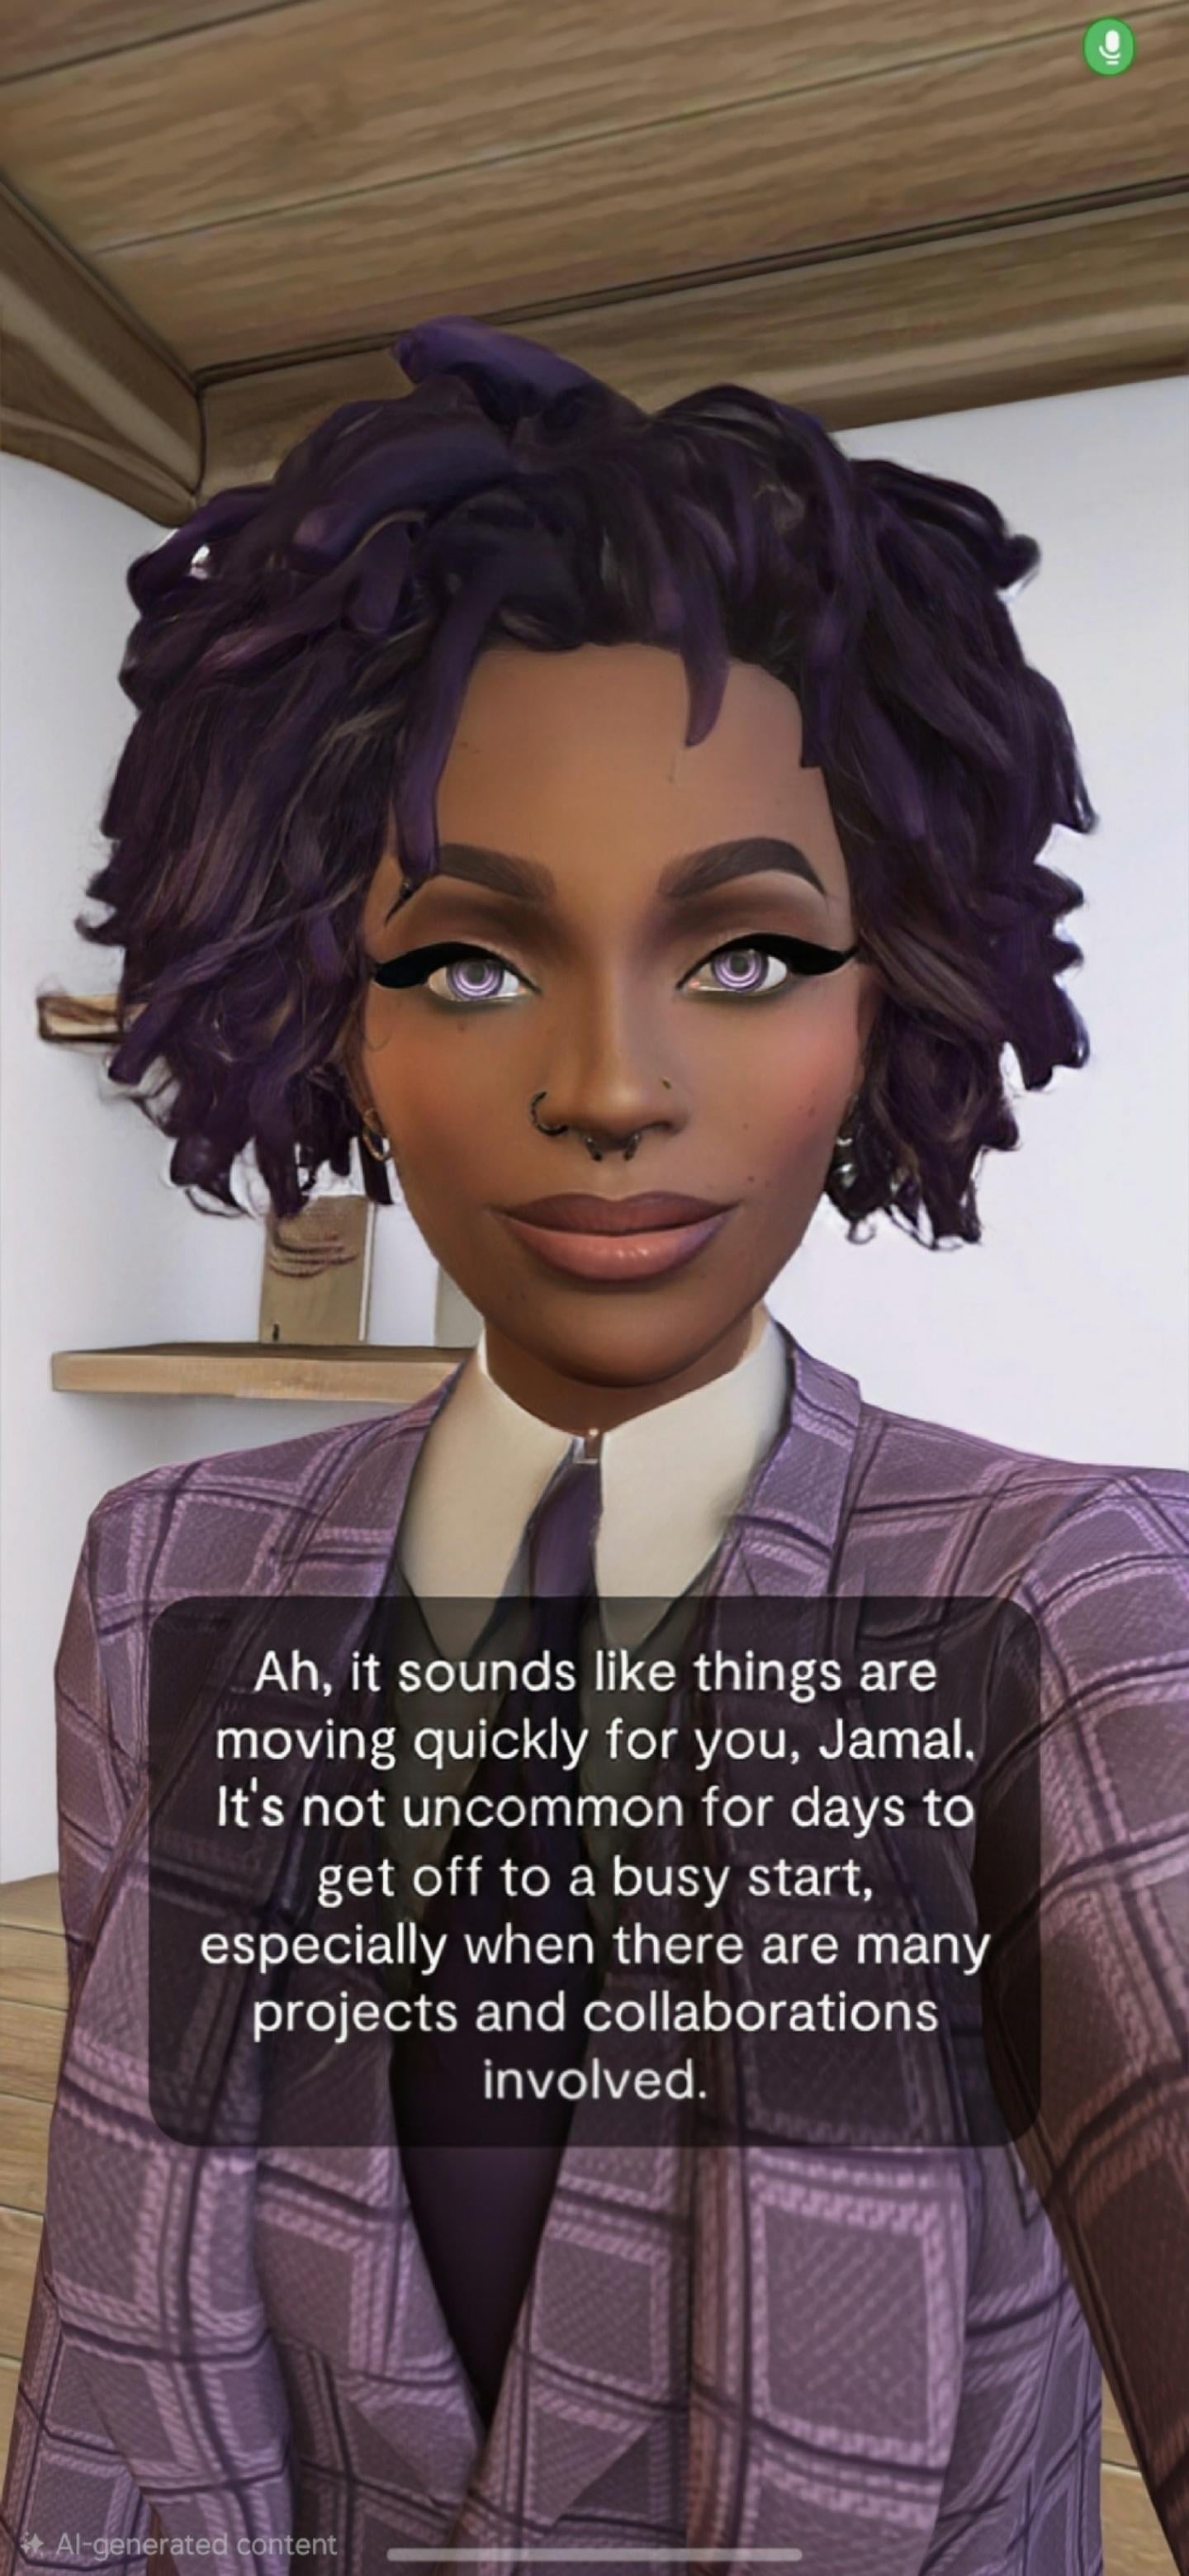 Ah, it sounds like things are
moving quickly for you, Jamal.
It's not uncommon for days to
get off to a busy start,
especially when there are many
projects and collaborations
involved.
AI-generated content